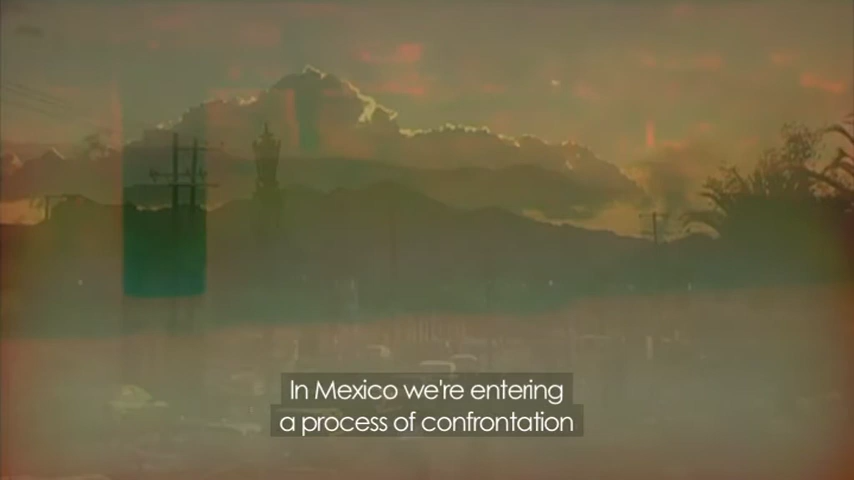 In Mexico we're entering
a process of confrontation